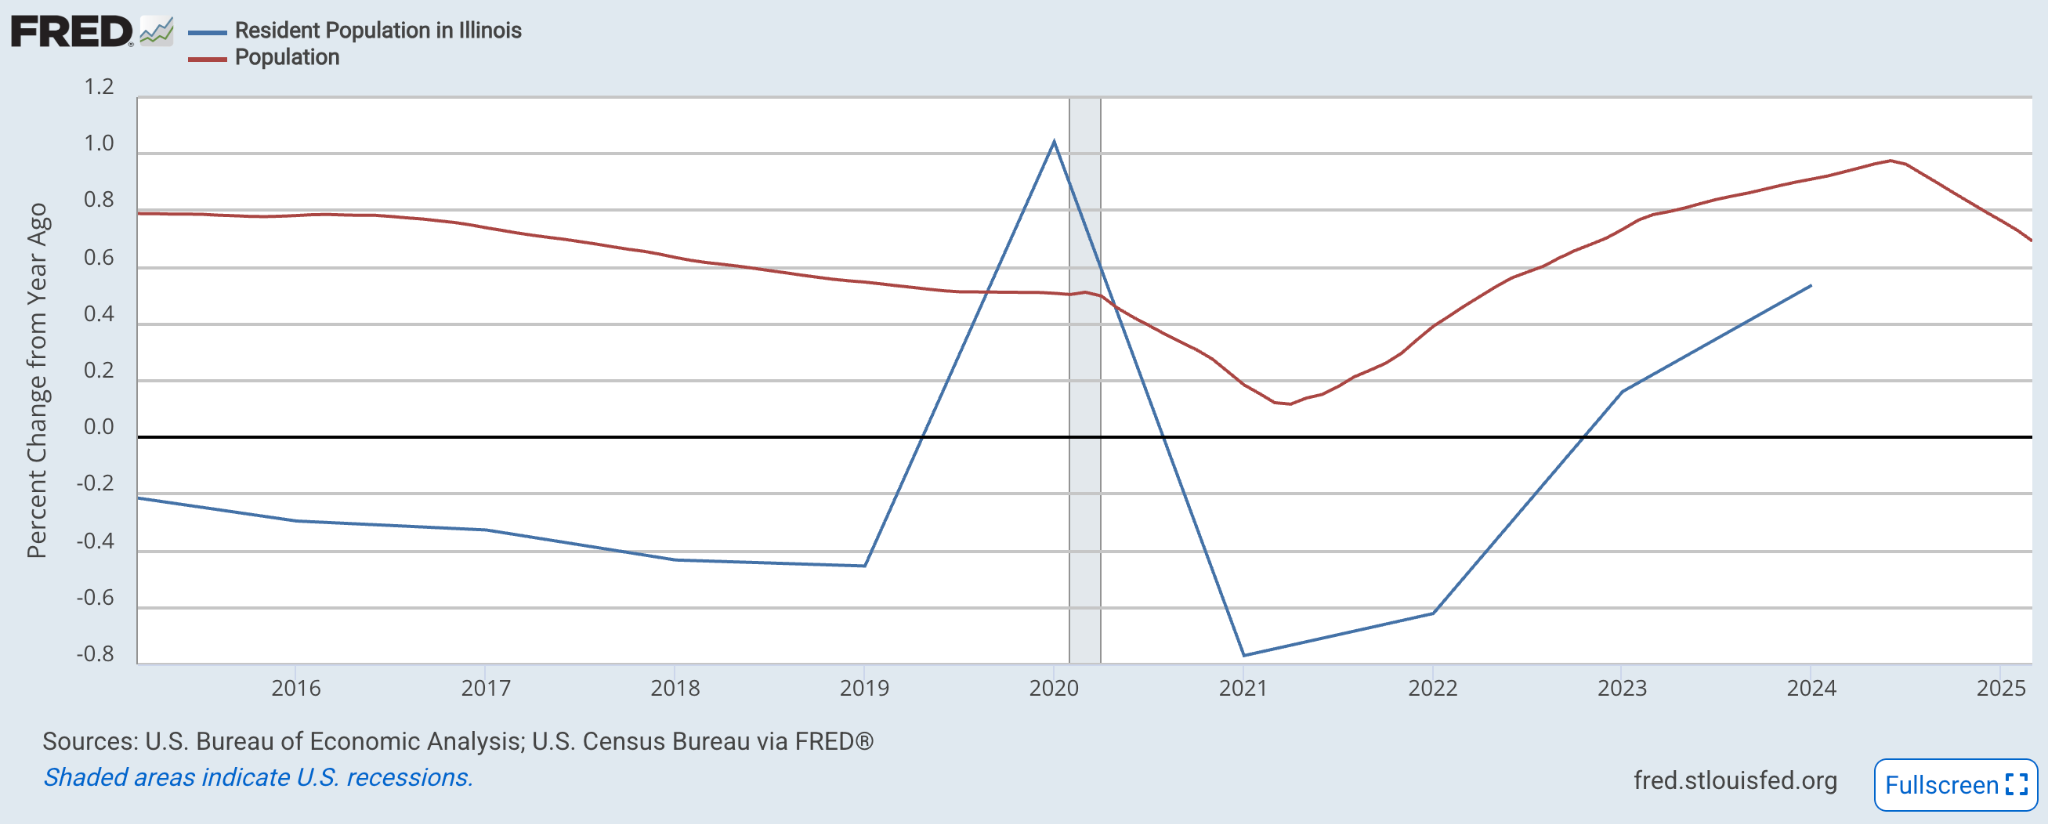 FRED
Resident Population in Illinois
Population
Percent Change from Year Ago
1.2
1.0
0.8
0.6
0.4
0.2
0.0
-0.2
-0.4
-0.6
-0.8
2016 2017 2018 2019 2020 2021 2022 2023 2024 2025
Sources: U.S. Bureau of Economic Analysis; U.S. Census Bureau via FRED®
Shaded areas indicate U.S. recessions.
fred.stlouisfed.org
Fullscreen